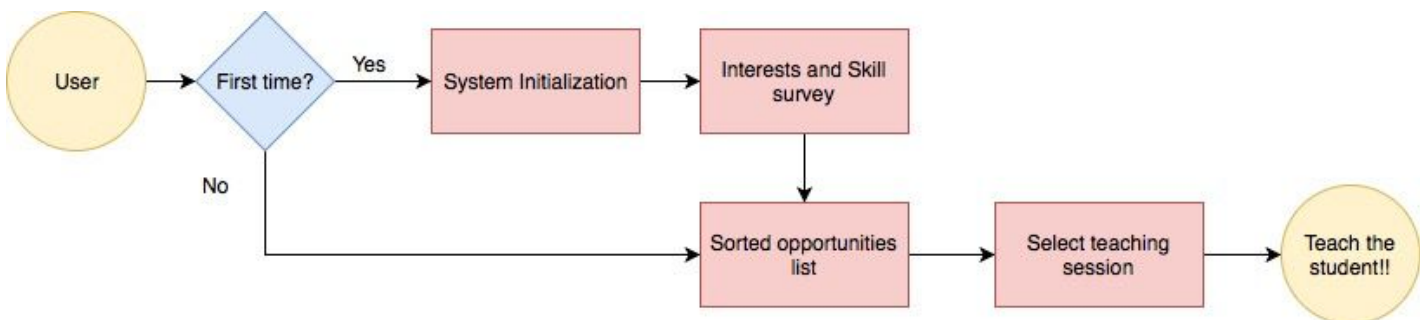 User
First time?
Yes
System Initialization
Interests and Skill
survey
No
Sorted opportunities
list
Select teaching
session
Teach the
student!!